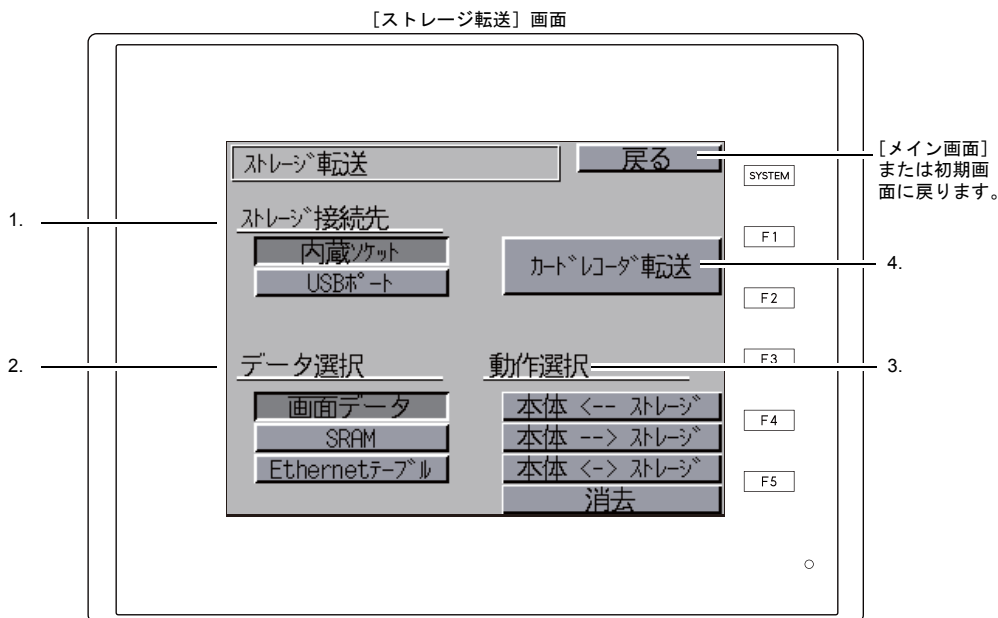 ［ストレージ転送］画面
ｽﾄﾚｰｼﾞ転送
戻る
［メイン画面］
または初期画
面に戻ります。
SYSTEM
1.
ｽﾄﾚｰｼﾞ接続先
内蔵ｿｹｯﾄ
USBﾎﾟｰﾄ
ｶｰﾄﾞﾚｺｰﾀﾞ転送
4.
F1
F2
2.
データ選択
画面データ
SRAM
Ethernetﾃｰﾌﾞﾙ
動作選択
3.
本体 <-- ｽﾄﾚｰｼﾞ
本体 --> ｽﾄﾚｰｼﾞ
本体 <-> ｽﾄﾚｰｼﾞ
消去
F3
F4
F5